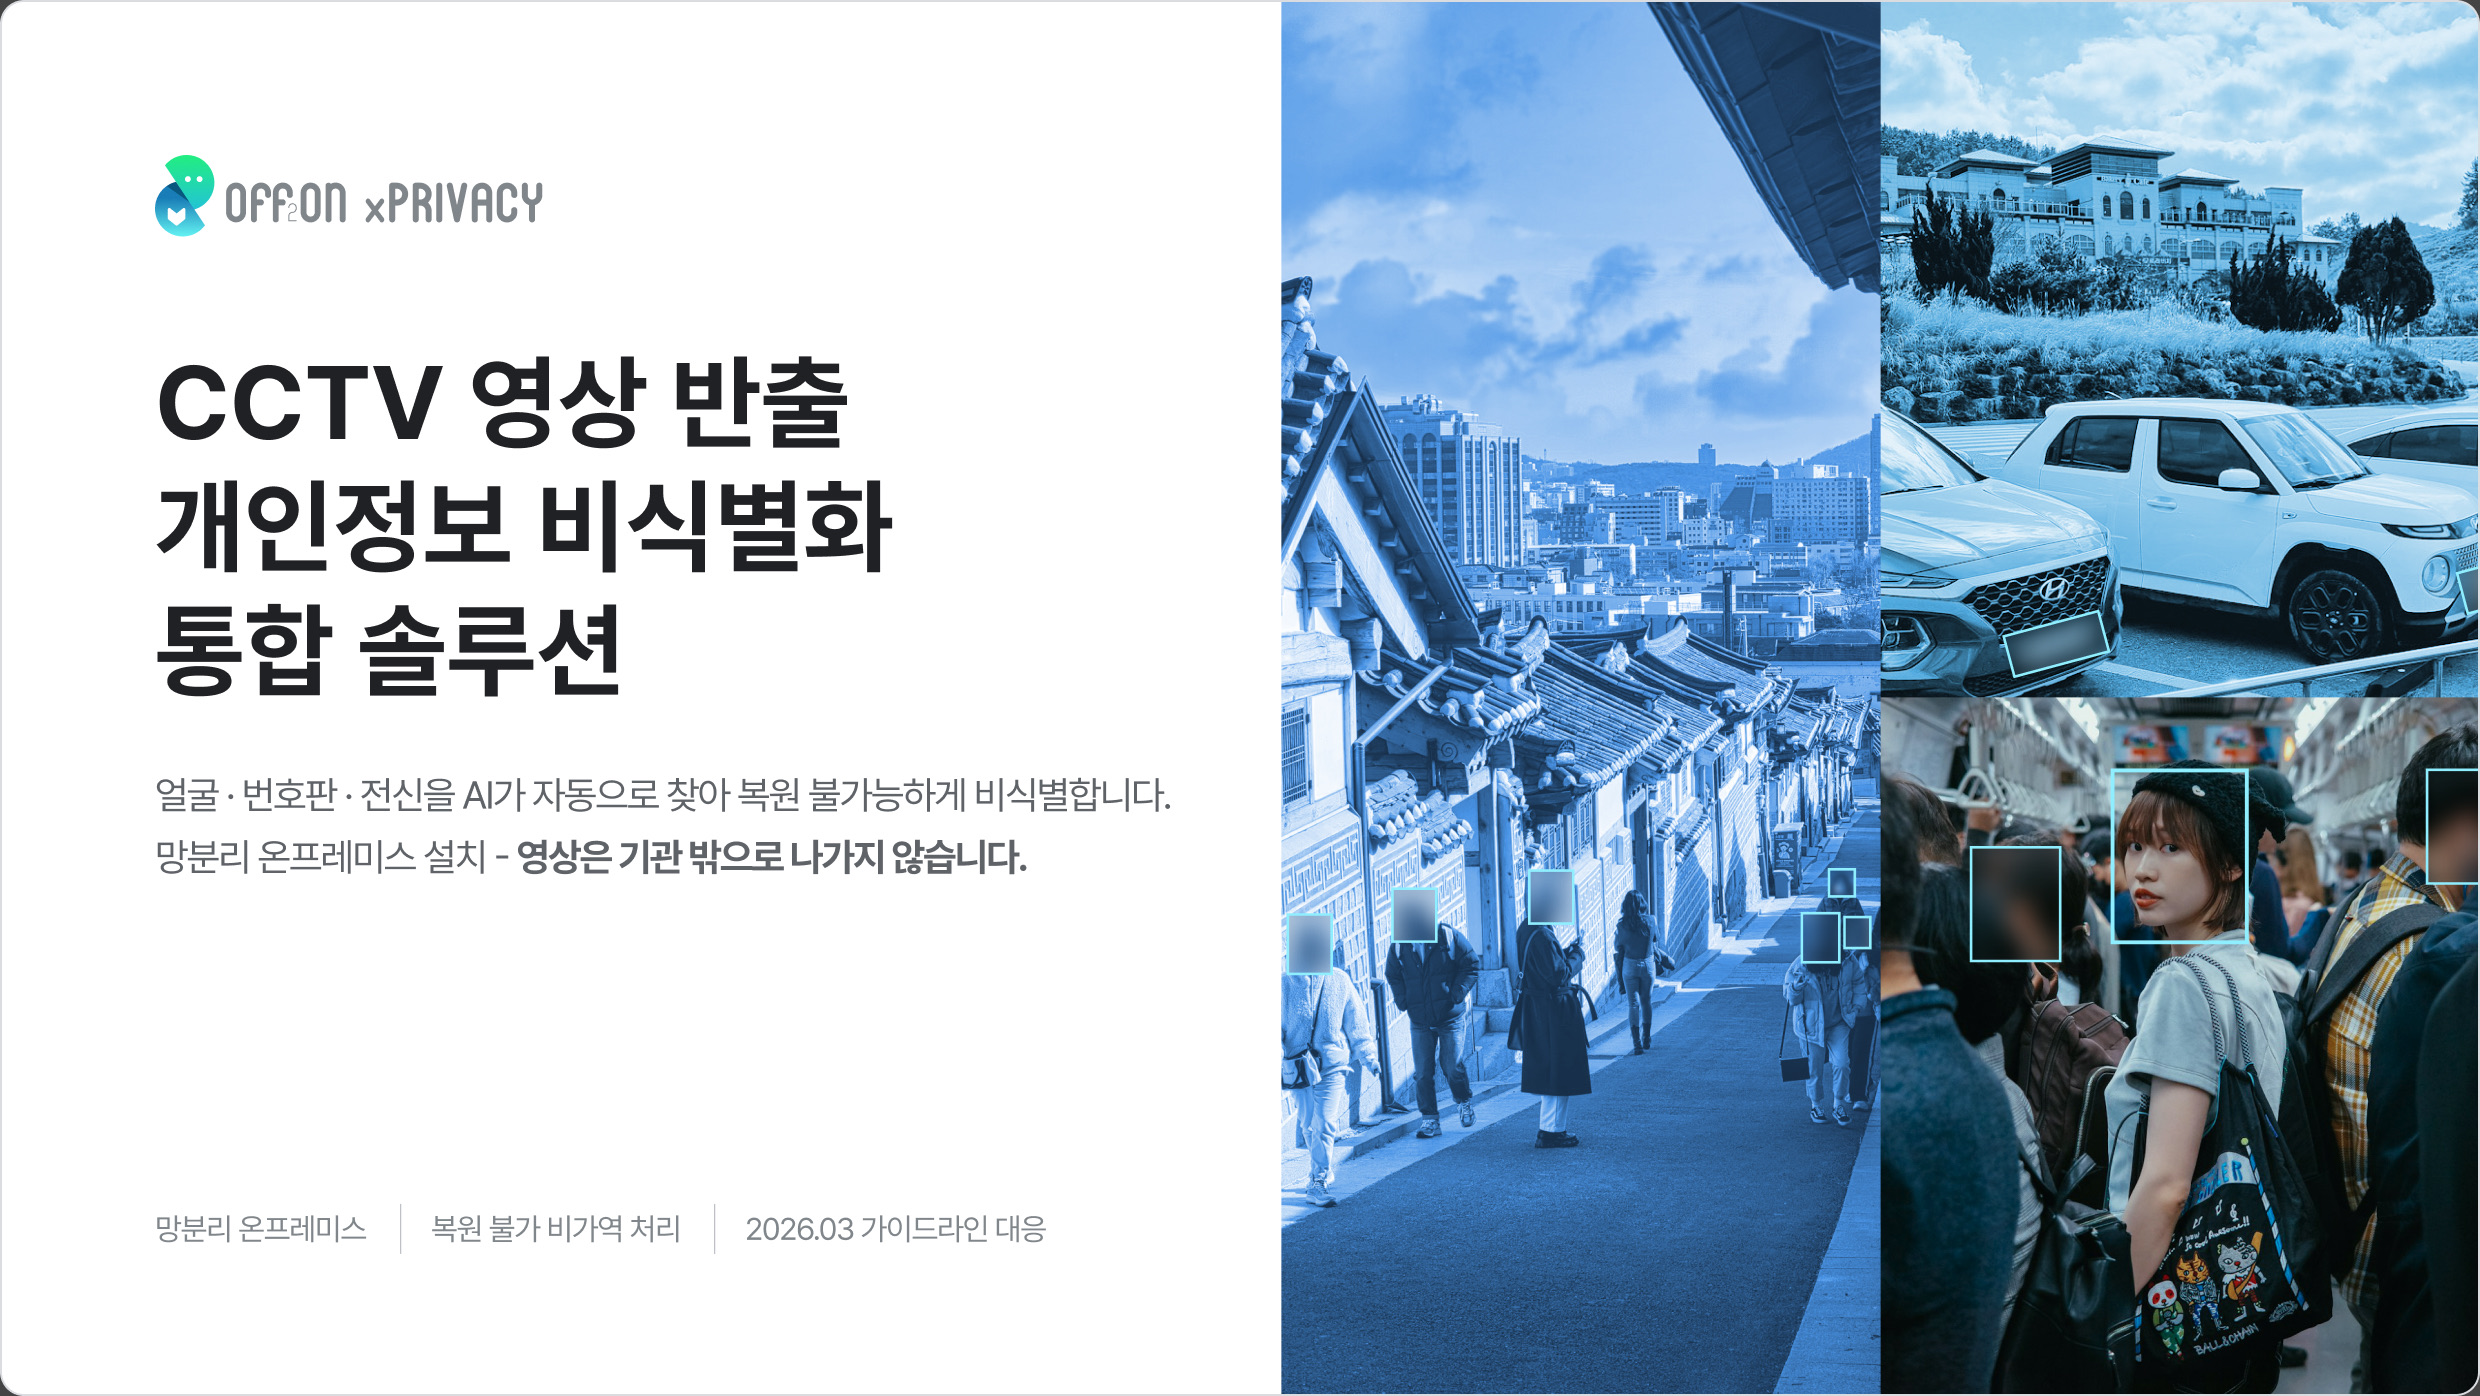 OFF2ON xPRIVACY
CCTV 영상 반출
개인정보 비식별화
통합 솔루션
얼굴 · 번호판 · 전신을 AI가 자동으로 찾아 복원 불가능하게 비식별합니다.
망분리 온프레미스 설치 - 영상은 기관 밖으로 나가지 않습니다.
망분리 온프레미스
복원 불가 비가역 처리
2026.03 가이드라인 대응
BALL&CHAIN